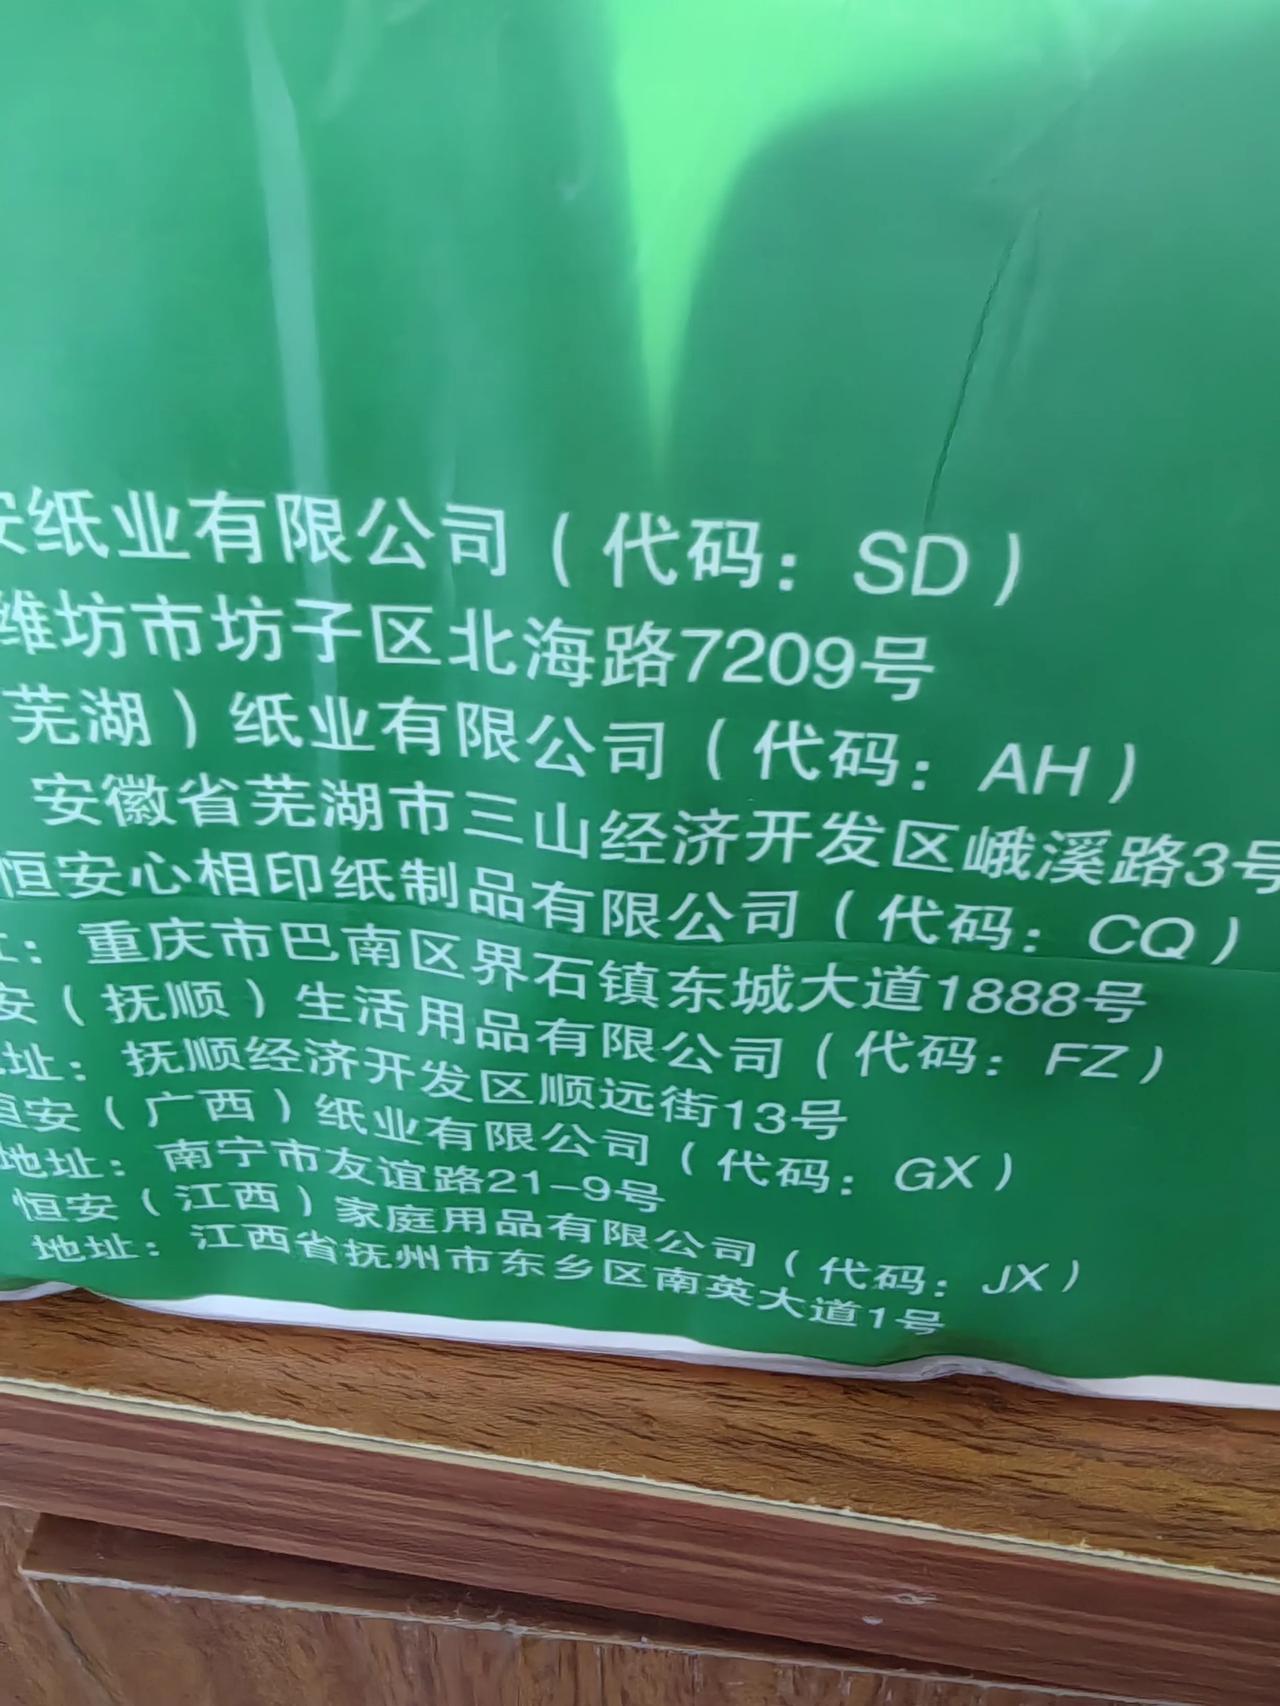 安纸业有限公司（代码：SD）
潍坊市坊子区北海路7209号
（芜湖）纸业有限公司（代码：AH）
安徽省芜湖市三山经济开发区峨溪路3号
恒安心相印纸制品有限公司（代码：CQ）
址：重庆市巴南区界石镇东城大道1888号
安（抚顺）生活用品有限公司（代码：FZ）
地址：抚顺经济开发区顺远街13号
恒安（广西）纸业有限公司（代码：GX）
地址：南宁市友谊路21-9号
恒安（江西）家庭用品有限公司（代码：JX）
地址：江西省抚州市东乡区南英大道1号